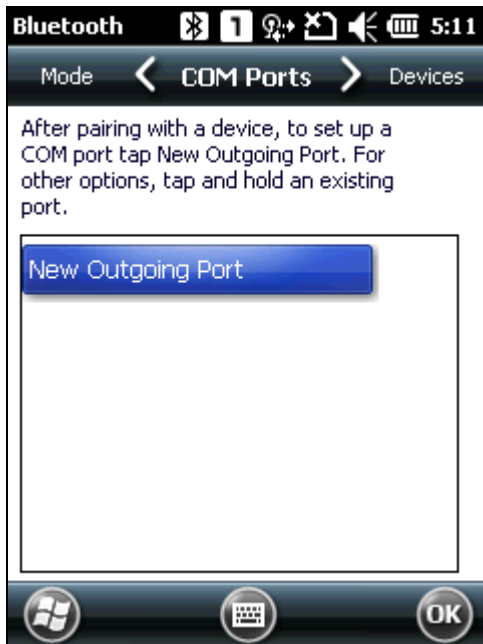 Bluetooth 1 5:11
Mode COM Ports Devices
After pairing with a device, to set up a
COM port tap New Outgoing Port. For
other options, tap and hold an existing
port.
New Outgoing Port
OK